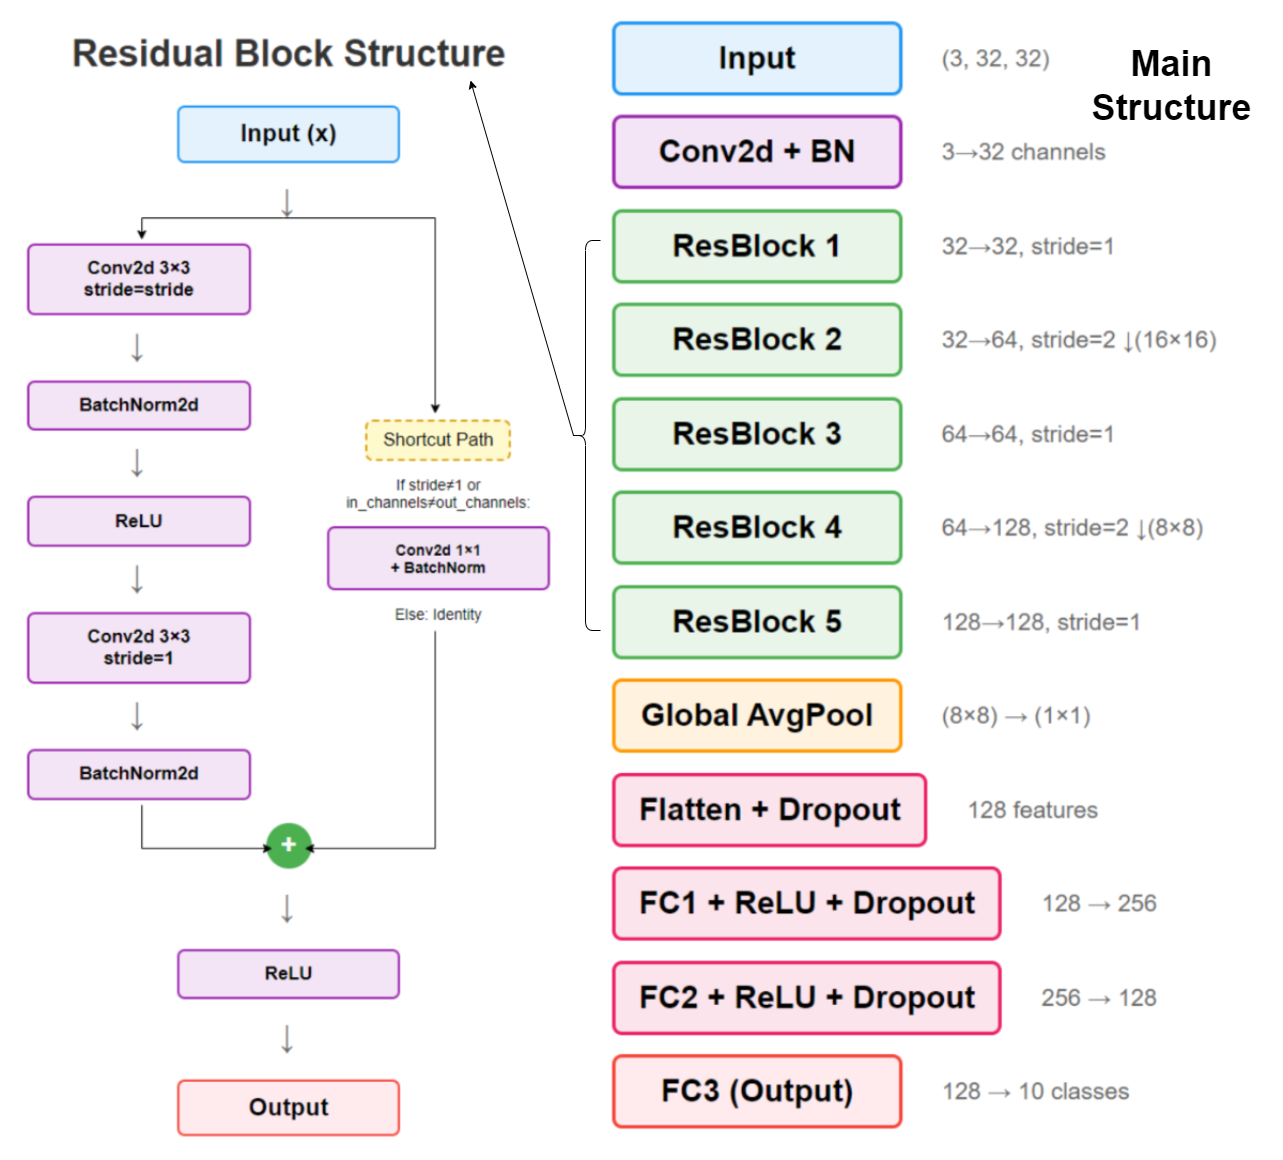 Residual Block Structure
Input (x)
↓
Conv2d 3×3
stride=stride
↓
BatchNorm2d
↓
ReLU
↓
Conv2d 3×3
stride=1
↓
BatchNorm2d
Shortcut Path
If stride≠1 or
in_channels≠out_channels:
Conv2d 1×1
+ BatchNorm
Else: Identity
+
↓
ReLU
↓
Output
Main
Structure
Input
(3, 32, 32)
Conv2d + BN
3→32 channels
ResBlock 1
32→32, stride=1
ResBlock 2
32→64, stride=2 ↓(16×16)
ResBlock 3
64→64, stride=1
ResBlock 4
64→128, stride=2 ↓(8×8)
ResBlock 5
128→128, stride=1
Global AvgPool
(8×8) → (1×1)
Flatten + Dropout
128 features
FC1 + ReLU + Dropout
128 → 256
FC2 + ReLU + Dropout
256 → 128
FC3 (Output)
128 → 10 classes